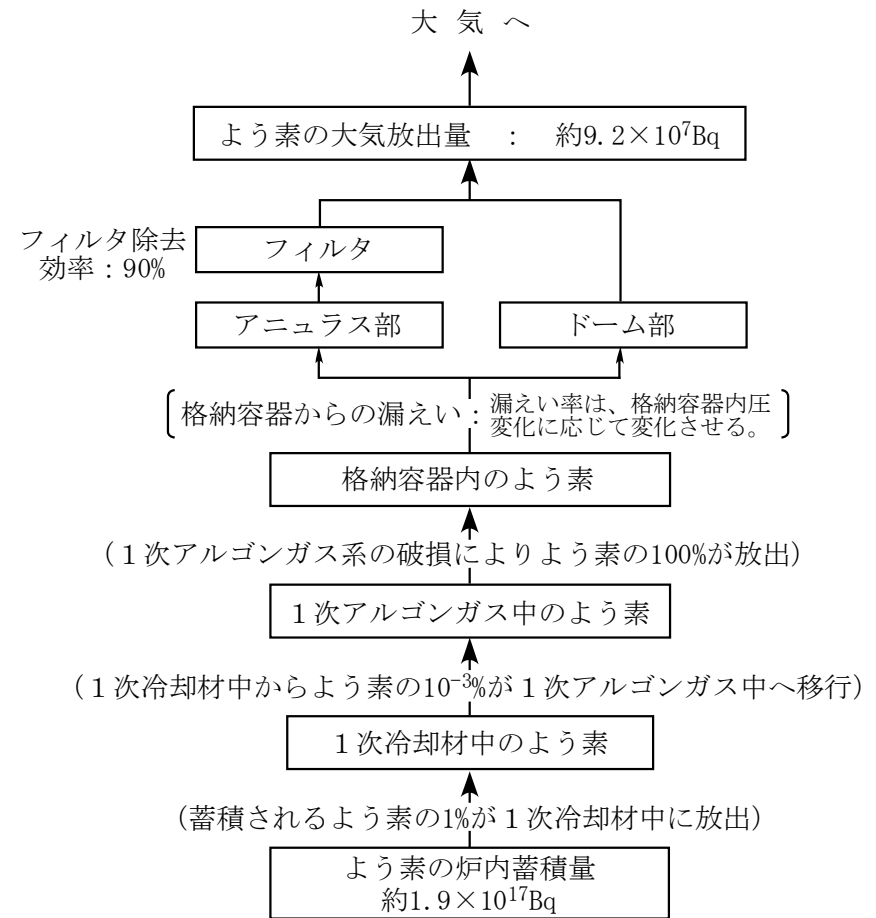 大 気 へ
よう素の大気放出量 : 約9.2×10⁷Bq
フィルタ除去
効率：90%
フィルタ
アニュラス部
ドーム部
格納容器からの漏えい：漏えい率は、格納容器内圧
変化に応じて変化させる。
格納容器内のよう素
(１次アルゴンガス系の破損によりよう素の100%が放出)
１次アルゴンガス中のよう素
(１次冷却材中からよう素の10⁻³%が１次アルゴンガス中へ移行)
１次冷却材中のよう素
(蓄積されるよう素の1%が１次冷却材中に放出)
よう素の炉内蓄積量
約1.9×10¹⁷Bq